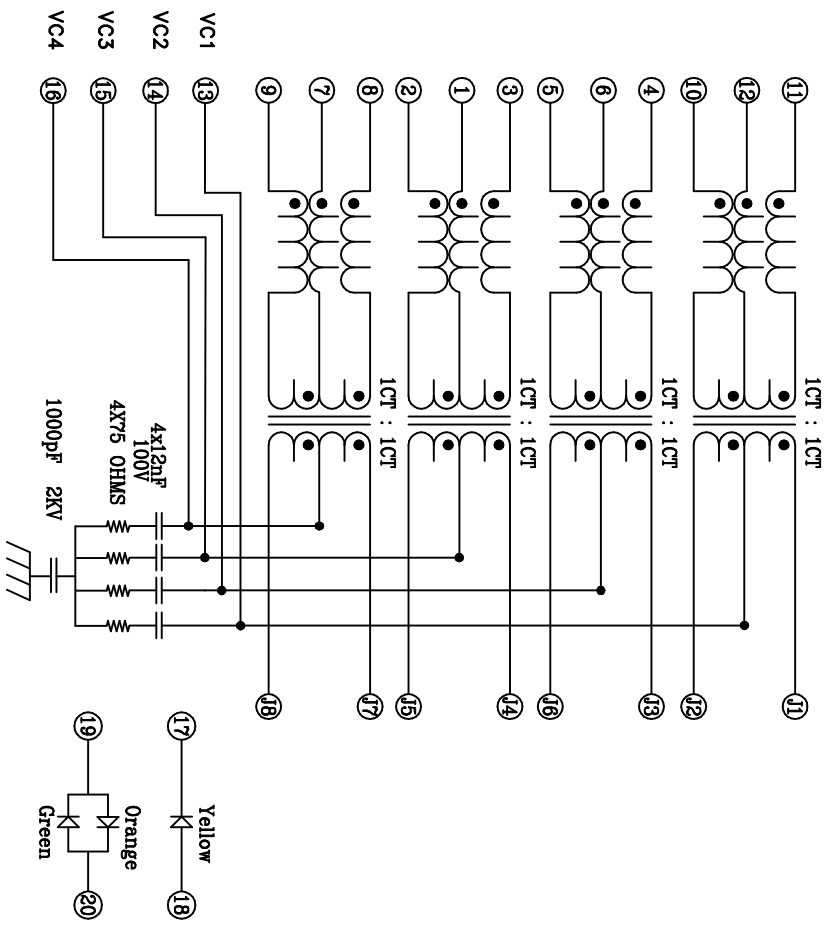 1CT : 1CT
11 J1
12
10 J2
1CT : 1CT
4 J3
6
5 J6
1CT : 1CT
3 J4
1
2 J5
1CT : 1CT
8 J7
7
9 J8
VC1 13
Yellow
17 18
VC2 14
4x12nF
100V
Orange
4X75 OHMS
VC3 15
19 20
VC4 16
1000pF 2KV
Green